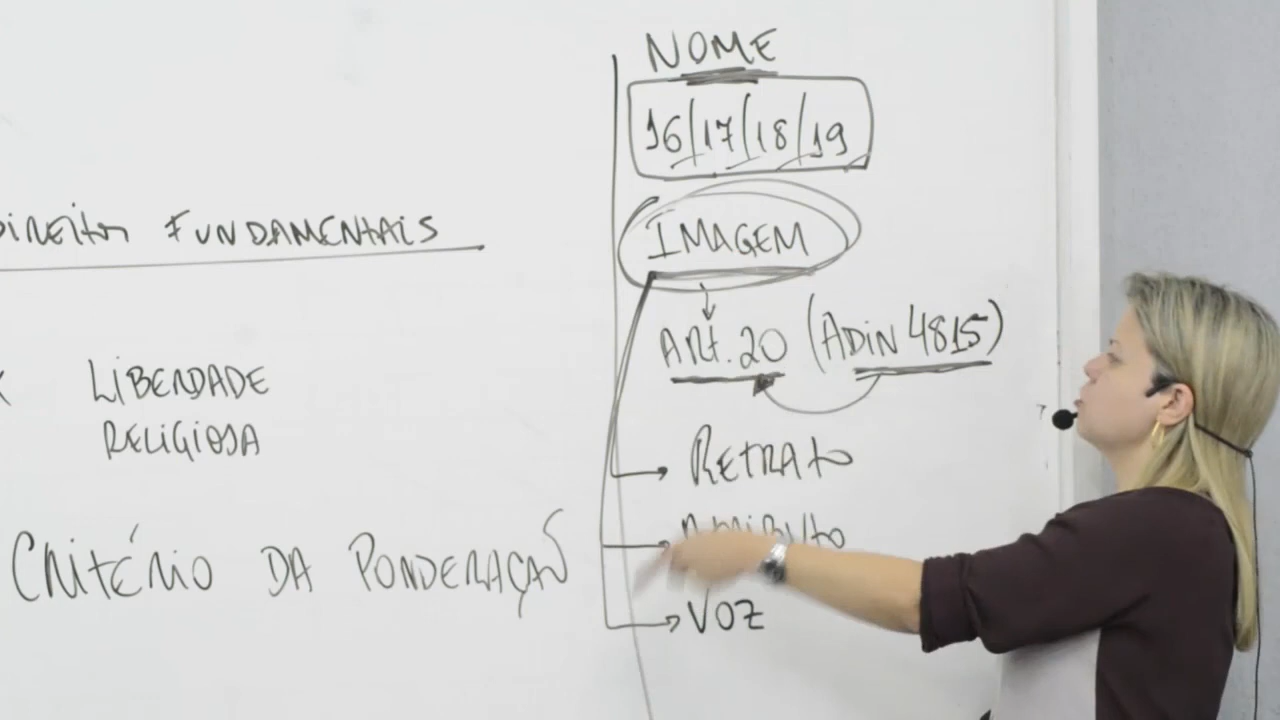 DIREITOS FUNDAMENTAIS
LIBERDADE
RELIGIOSA
CRITÉRIO DA PONDERAÇÃO
NOME
16/17/18/19
IMAGEM
ART. 20 (ADIN 4815)
RETRATO
VOZ